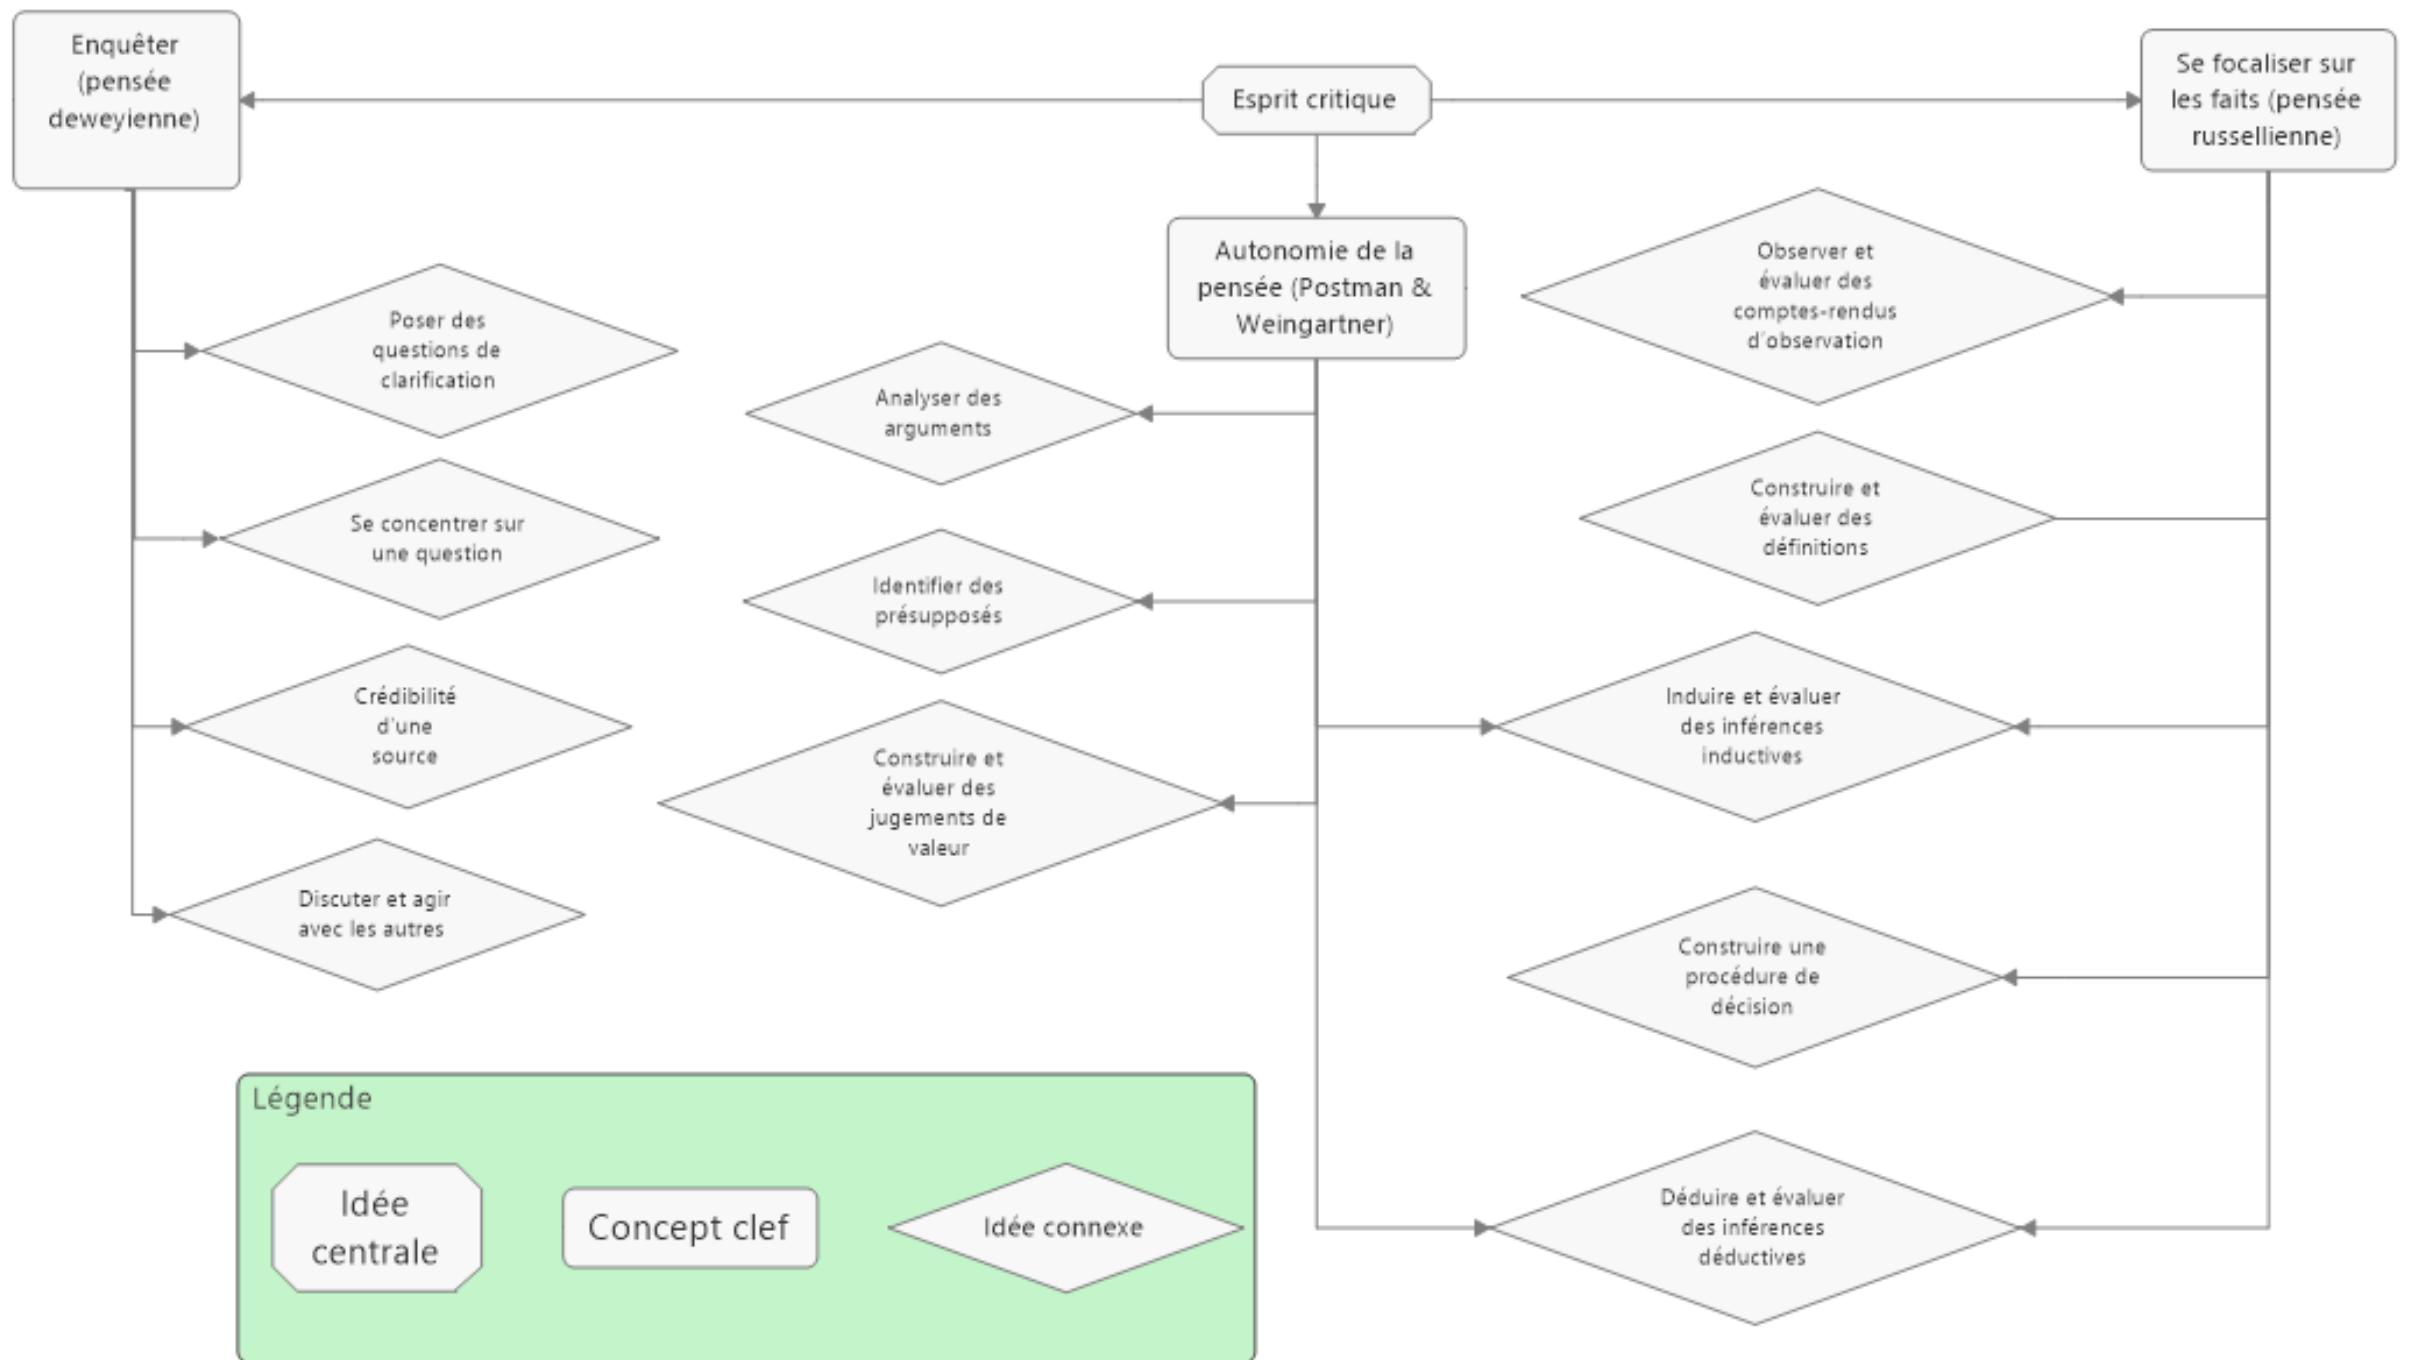 Enquêter
(pensée
deweyienne)
Esprit critique
Se focaliser sur
les faits (pensée
russellienne)
Autonomie de la
pensée (Postman &
Weingartner)
Poser des
questions de
clarification
Se concentrer sur
une question
Crédibilité
d'une
source
Discuter et agir
avec les autres
Analyser des
arguments
Identifier des
présupposés
Construire et
évaluer des
jugements de
valeur
Observer et
évaluer des
comptes-rendus
d'observation
Construire et
évaluer des
définitions
Induire et évaluer
des inférences
inductives
Construire une
procédure de
décision
Déduire et évaluer
des inférences
déductives
Légende
Idée
centrale
Concept clef
Idée connexe